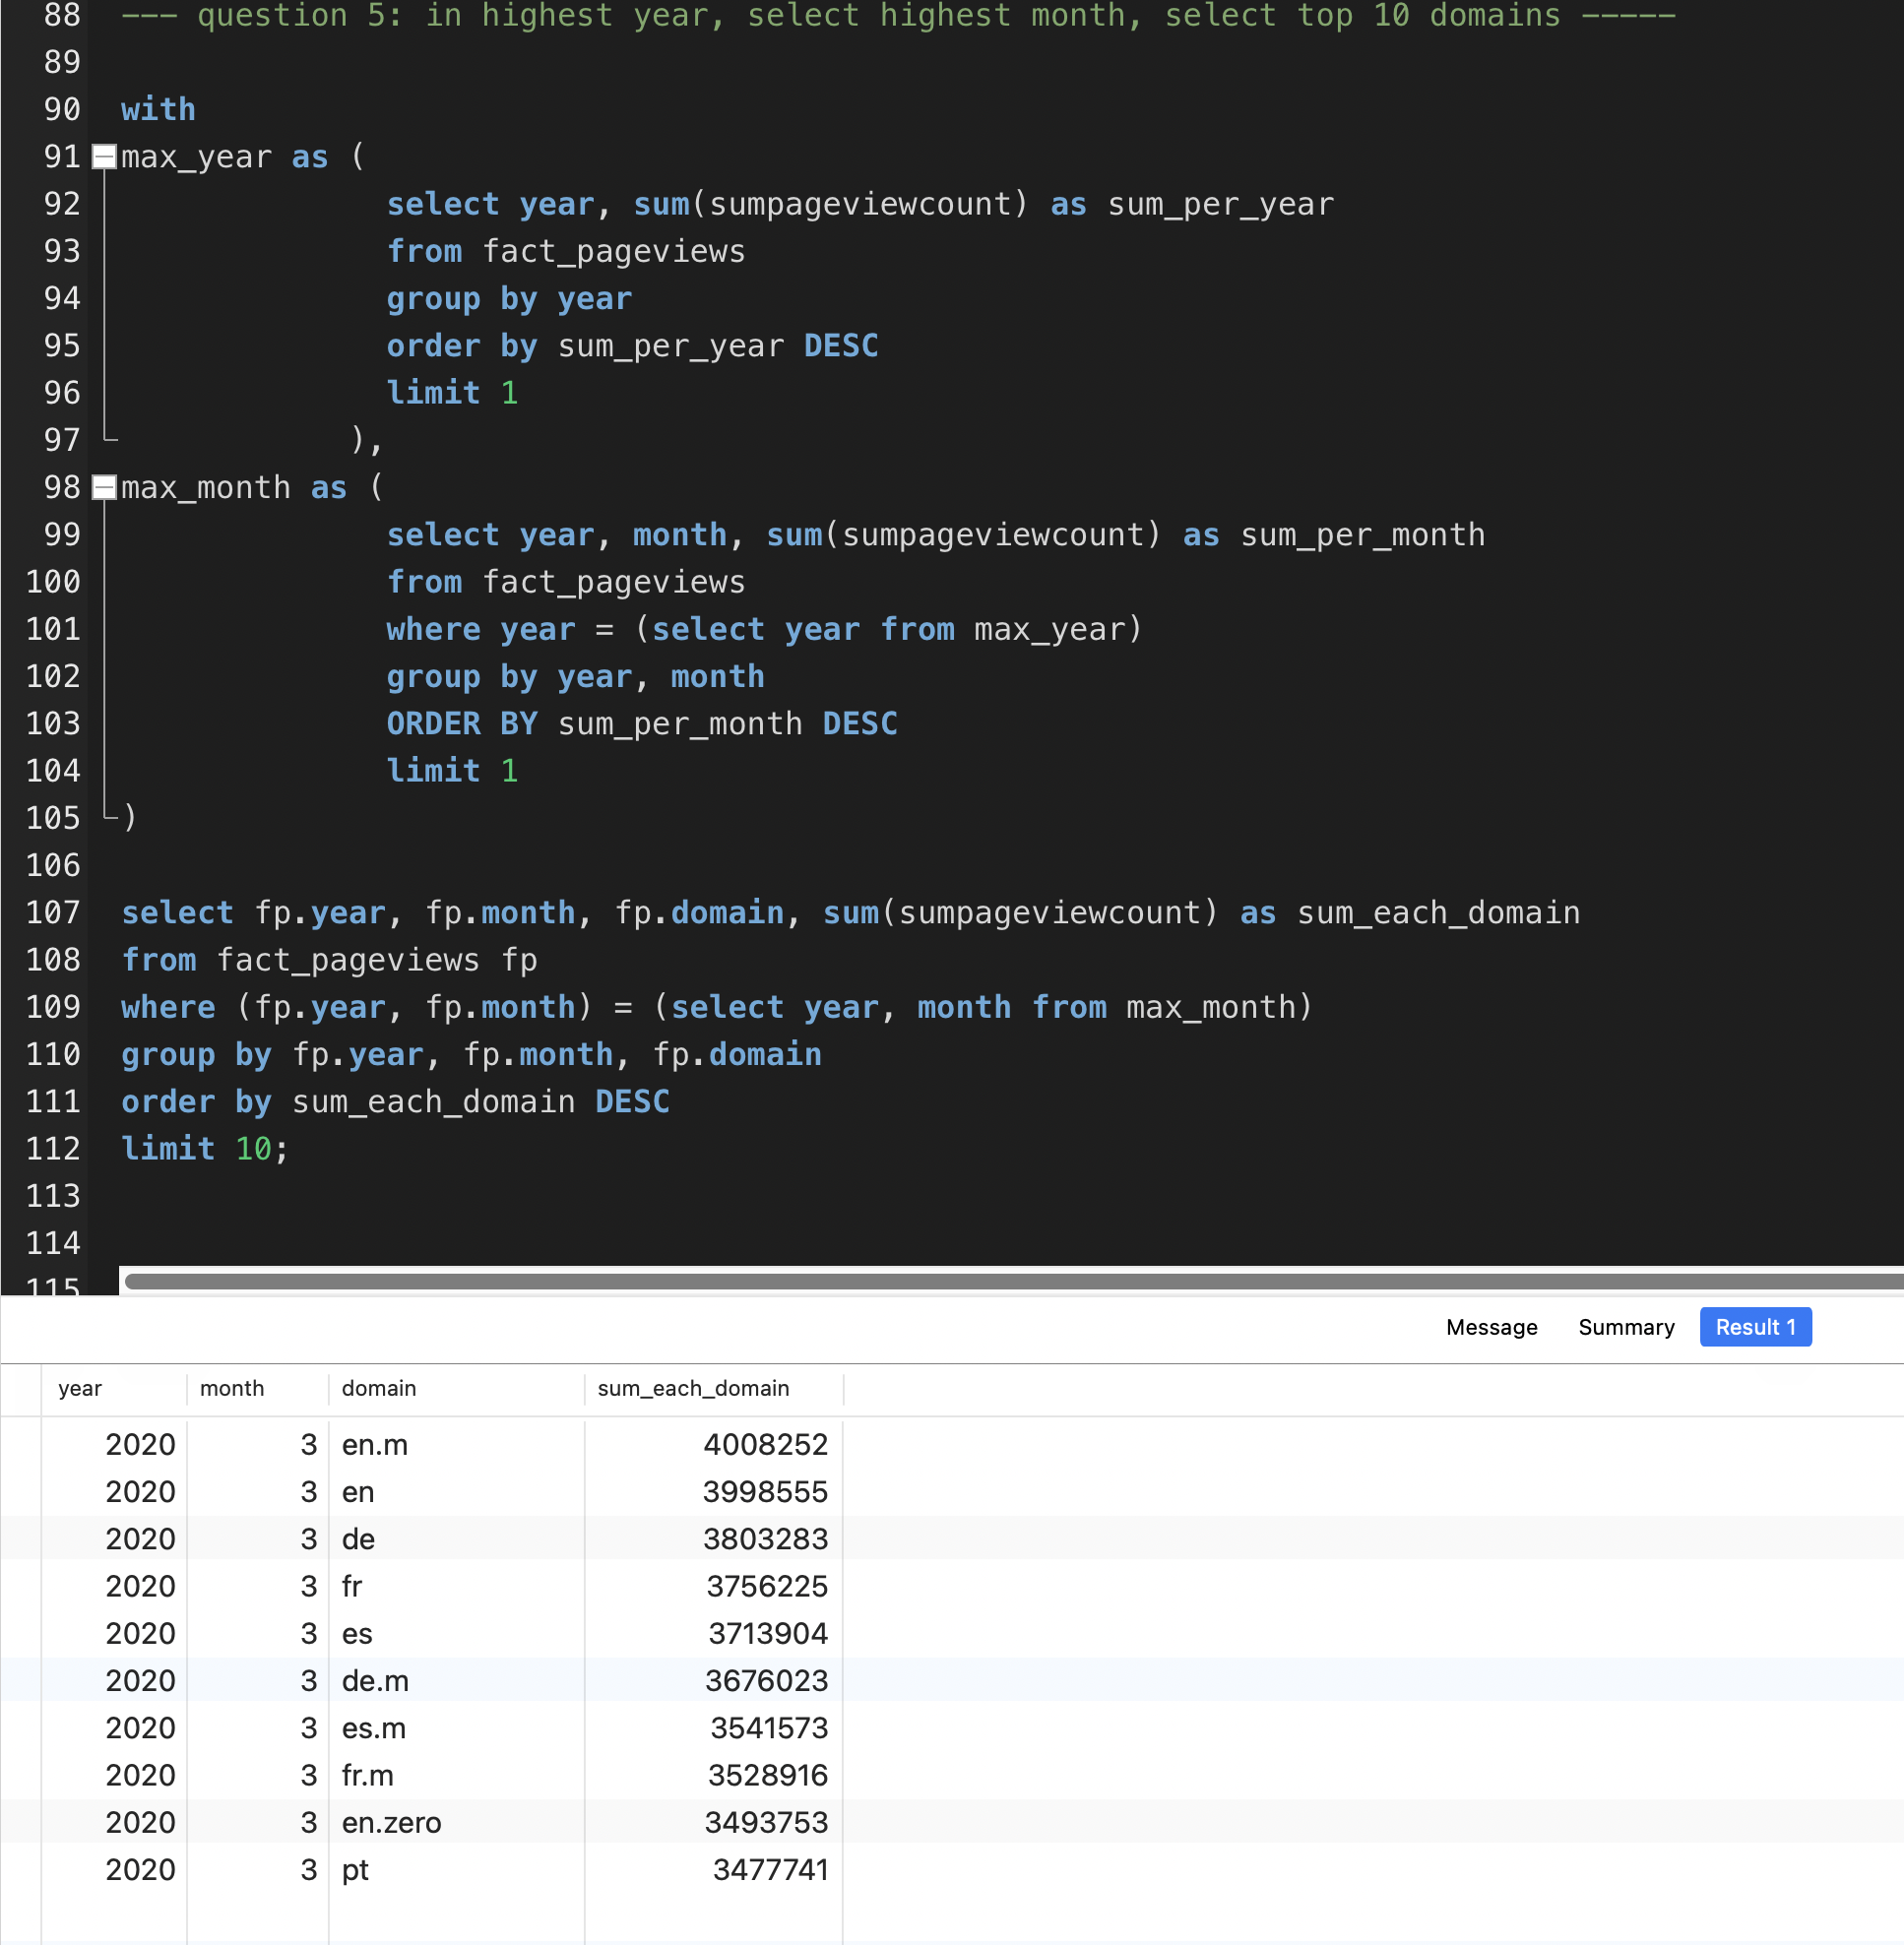 88 --- question 5: in highest year, select highest month, select top 10 domains -----
89
90 with
91 max_year as (
92 select year, sum(sumpageviewcount) as sum_per_year
93 from fact_pageviews
94 group by year
95 order by sum_per_year DESC
96 limit 1
97 ),
98 max_month as (
99 select year, month, sum(sumpageviewcount) as sum_per_month
100 from fact_pageviews
101 where year = (select year from max_year)
102 group by year, month
103 ORDER BY sum_per_month DESC
104 limit 1
105 )
106
107 select fp.year, fp.month, fp.domain, sum(sumpageviewcount) as sum_each_domain
108 from fact_pageviews fp
109 where (fp.year, fp.month) = (select year, month from max_month)
110 group by fp.year, fp.month, fp.domain
111 order by sum_each_domain DESC
112 limit 10;
113
114
115
Message Summary Result 1
year month domain sum_each_domain
2020 3 en.m 4008252
2020 3 en 3998555
2020 3 de 3803283
2020 3 fr 3756225
2020 3 es 3713904
2020 3 de.m 3676023
2020 3 es.m 3541573
2020 3 fr.m 3528916
2020 3 en.zero 3493753
2020 3 pt 3477741